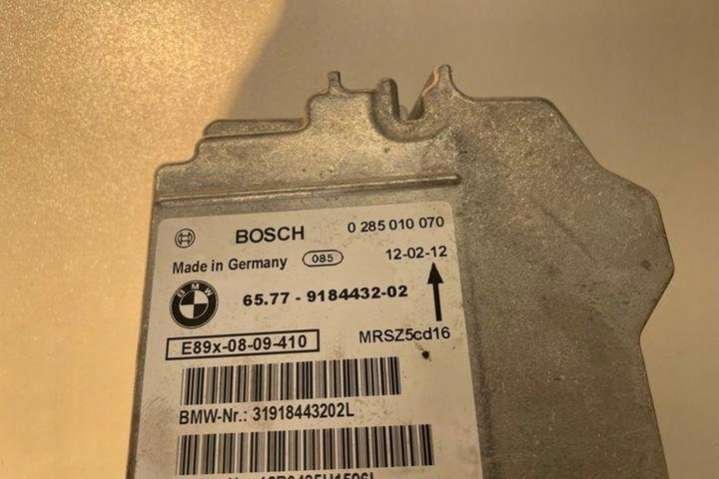 BOSCH 0 285 010 070
Made in Germany 085 12-02-12
BMW 65.77 - 9184432-02
E89x-08-09-410 MRSZ5cd16
BMW-Nr.: 31918443202L